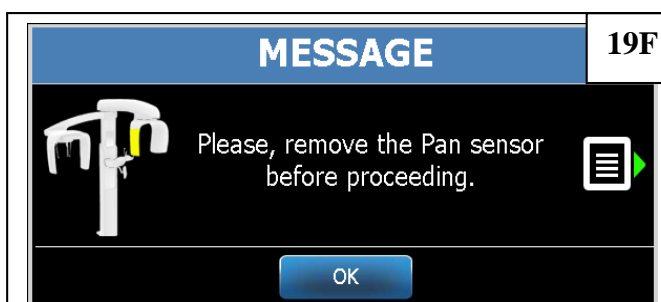 MESSAGE
19F
Please, remove the Pan sensor
before proceeding.
OK